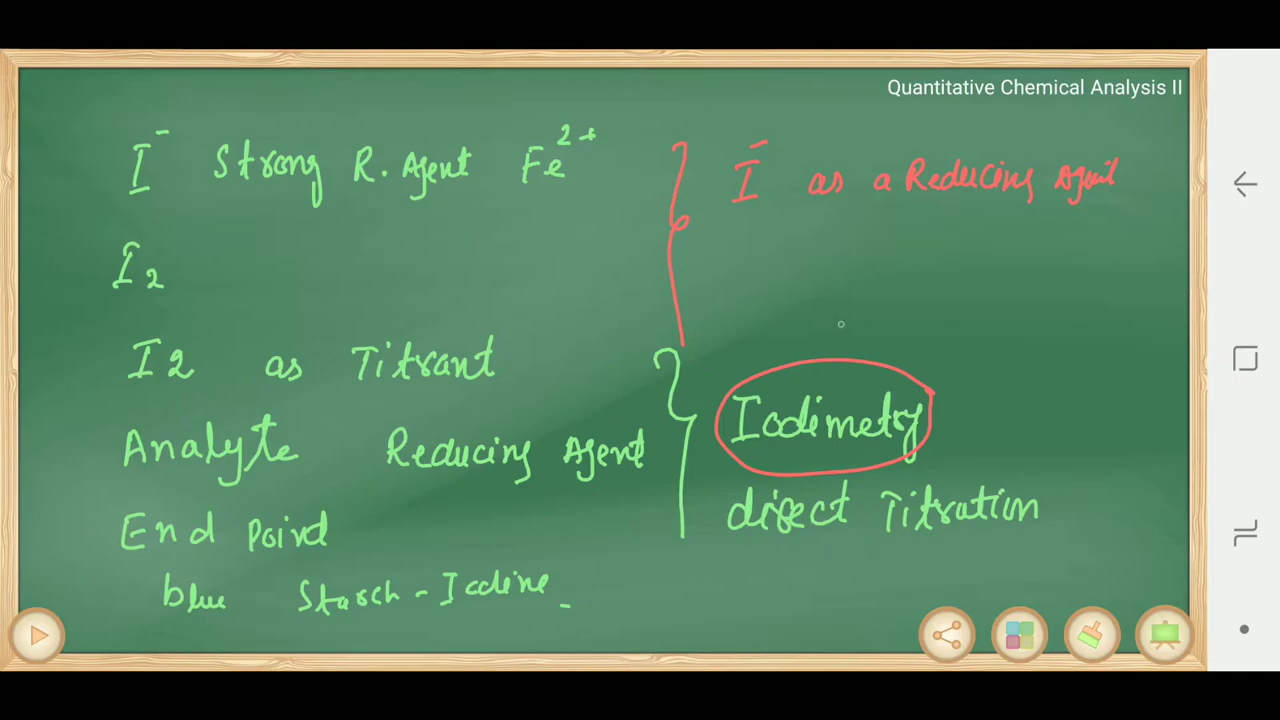 Quantitative Chemical Analysis II
I⁻ Strong R. Agent Fe²⁺
I⁻ as a Reducing Agent
I₂
I2 as Titrant
Analyte Reducing Agent
Iodimetry
direct Titration
End Point
blue Starch - Iodine